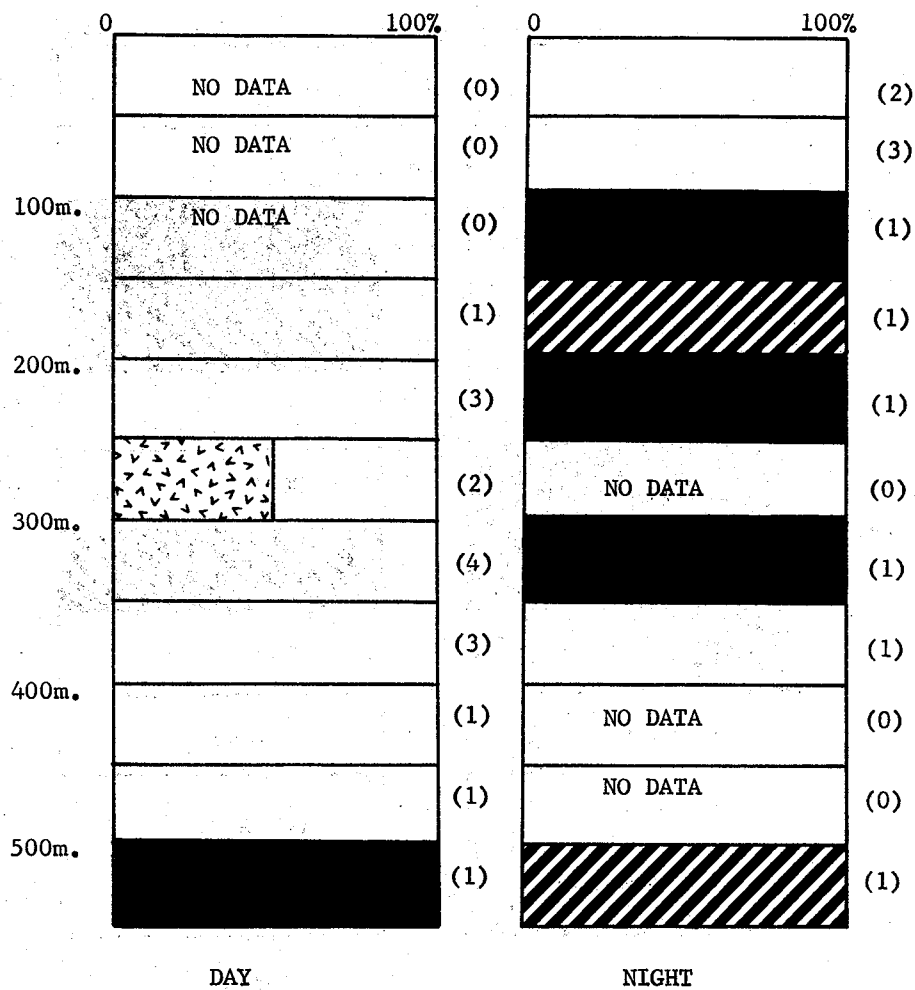 0 100% 0 100%
NO DATA (0) (2)
NO DATA (0) (3)
100m. NO DATA (0) (1)
(1) (1)
200m. (3) (1)
(2) NO DATA (0)
300m. (4) (1)
(3) (1)
400m. (1) NO DATA (0)
(1) NO DATA (0)
500m. (1) (1)
DAY NIGHT